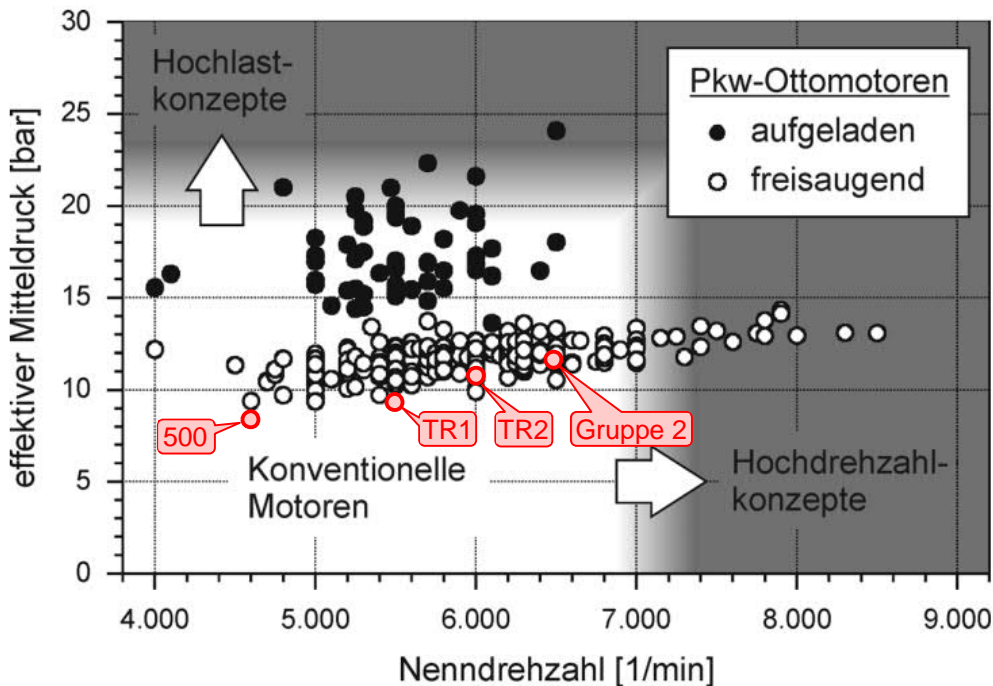 30
25
20
15
10
5
0
effektiver Mitteldruck [bar]
Hochlast-
konzepte
Pkw-Ottomotoren
aufgeladen
freisaugend
500
TR1
TR2
Gruppe 2
Konventionelle
Motoren
Hochdrehzahl-
konzepte
4.000 5.000 6.000 7.000 8.000 9.000
Nenndrehzahl [1/min]